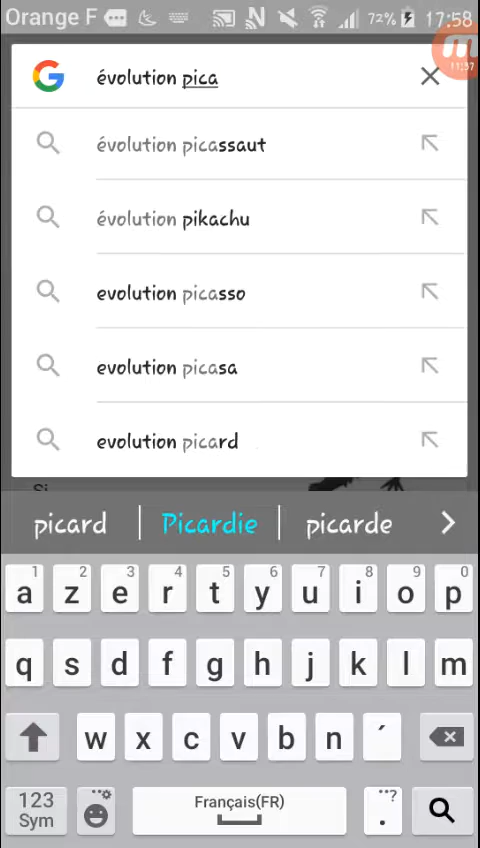 Orange F 72% 17:58
11:37
évolution pica
évolution picassaut
évolution pikachu
evolution picasso
evolution picasa
evolution picard
Si
picard Picardie picarde
1 2 3 4 5 6 7 8 9 0
a z e r t y u i o p
q s d f g h j k l m
w x c v b n ´
123 Sym Français(FR) . ?